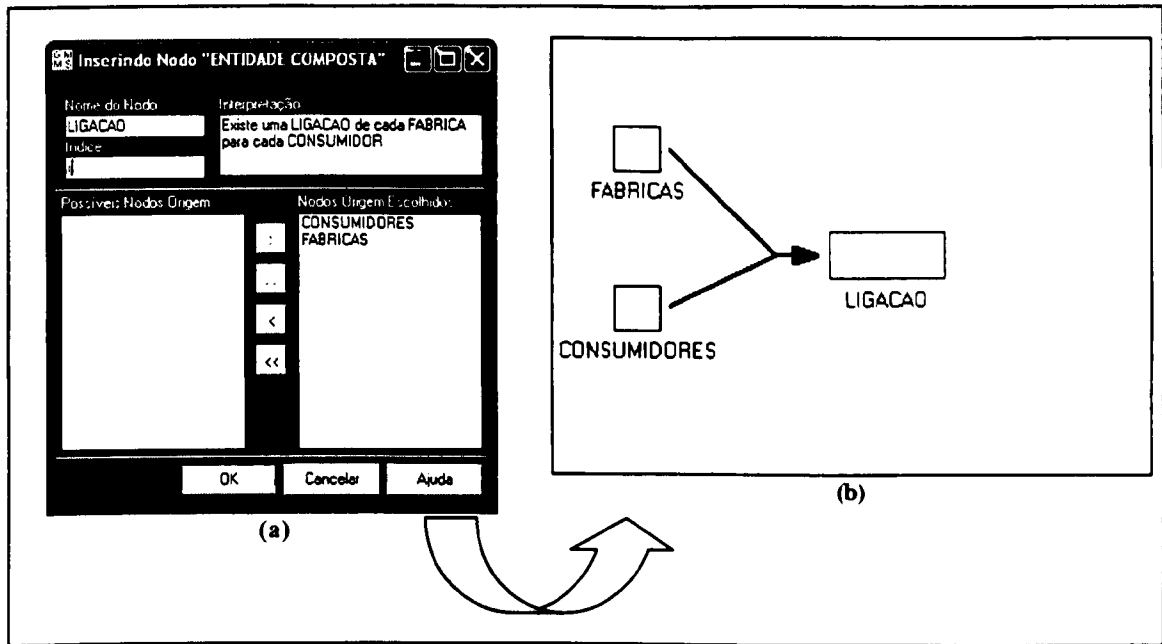 Inserindo Nodo "ENTIDADE COMPOSTA"
Nome do Nodo
LIGACAO
Indice
Interpretação
Existe uma LIGACAO de cada FABRICA
para cada CONSUMIDOR
Possíveis Nodos Origem
Nodos Origem Escolhidos
CONSUMIDORES
FABRICAS
<
<<
OK
Cancelar
Ajuda
(a)
FABRICAS
CONSUMIDORES
LIGACAO
(b)